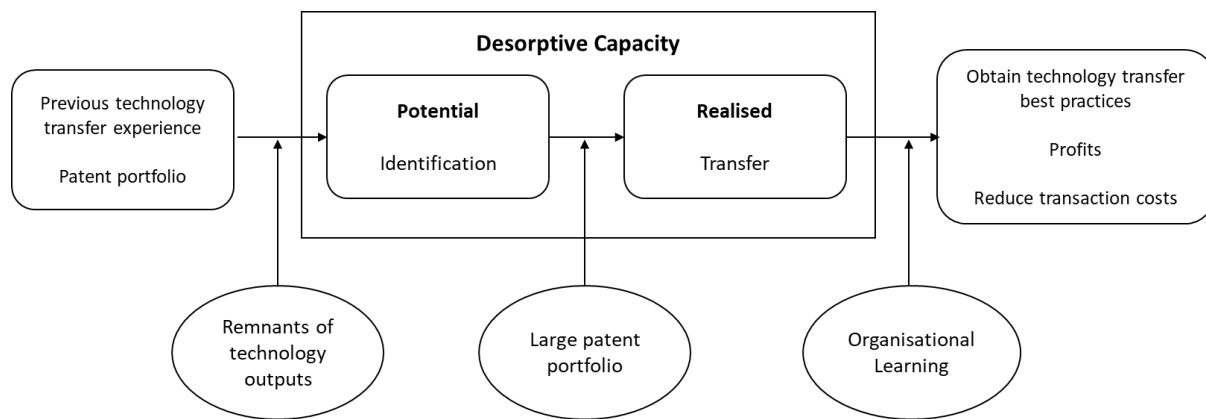 Desorptive Capacity
Previous technology
transfer experience
Patent portfolio
Potential
Identification
Realised
Transfer
Obtain technology transfer
best practices
Profits
Reduce transaction costs
Remnants of
technology
outputs
Large patent
portfolio
Organisational
Learning